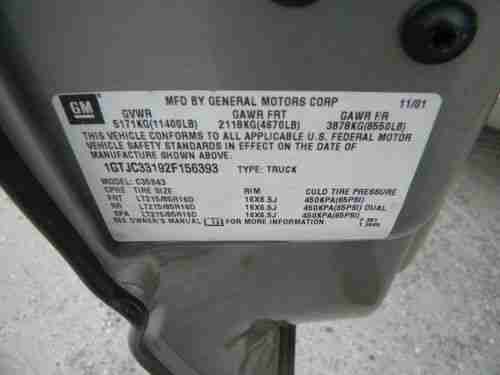 GM MFD BY GENERAL MOTORS CORP 11/01
GVWR GAWR FRT GAWR RR
5171KG(11400LB) 2118KG(4670LB) 3878KG(8550LB)
THIS VEHICLE CONFORMS TO ALL APPLICABLE U.S. FEDERAL MOTOR
VEHICLE SAFETY STANDARDS IN EFFECT ON THE DATE OF
MANUFACTURE SHOWN ABOVE.
1GTJC33192F156393 TYPE: TRUCK
MODEL: C35943
TIRE SIZE RIM COLD TIRE PRESSURE
FRT LT215/85R16D 16X6.5J 450KPA(65PSI)
RR LT215/85R16D 16X6.5J 450KPA(65PSI) DUAL
SPA LT215/85R16D 16X6.5J 450KPA(65PSI)
SEE OWNER'S MANUAL FOR MORE INFORMATION.